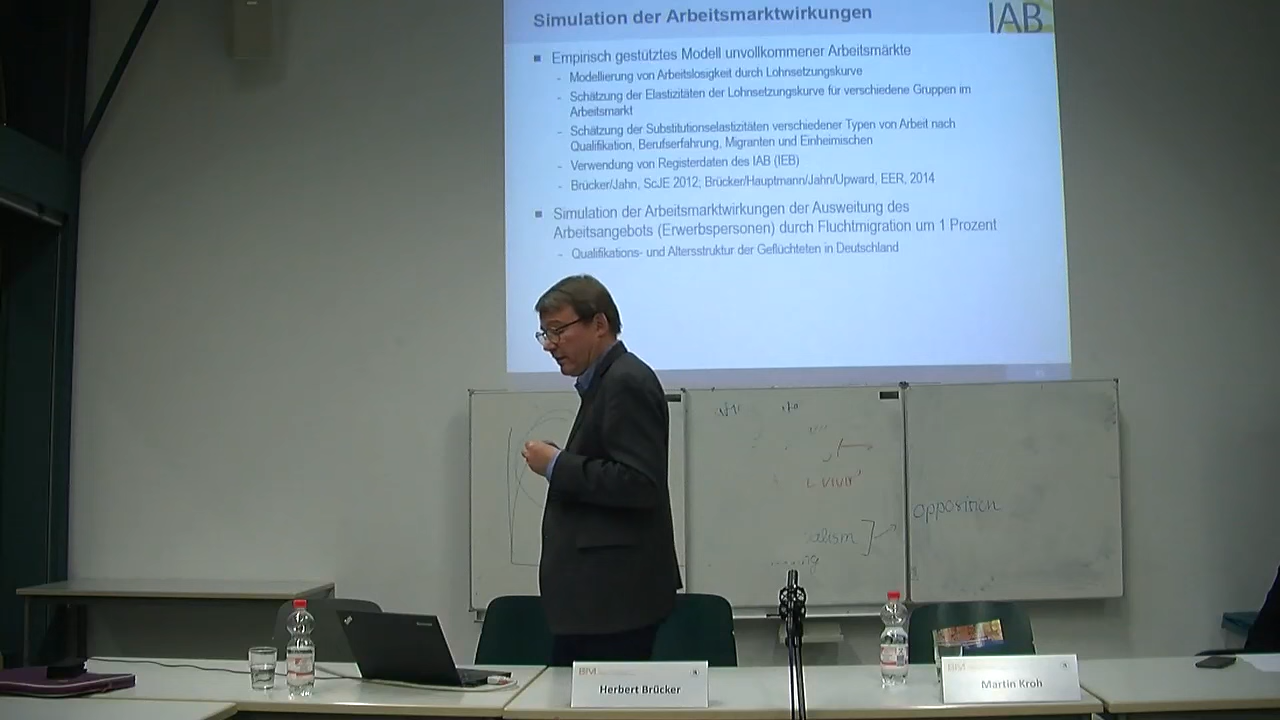 Simulation der Arbeitsmarktwirkungen
IAB
Empirisch gestütztes Modell unvollkommener Arbeitsmärkte
- Modellierung von Arbeitslosigkeit durch Lohnsetzungskurve
- Schätzung der Elastizitäten der Lohnsetzungskurve für verschiedene Gruppen im
Arbeitsmarkt
- Schätzung der Substitutionselastizitäten verschiedener Typen von Arbeit nach
Qualifikation, Berufserfahrung, Migranten und Einheimischen
- Verwendung von Registerdaten des IAB (IEB)
- Brücker/Jahn, ScJE 2012; Brücker/Hauptmann/Jahn/Upward, EER, 2014
Simulation der Arbeitsmarktwirkungen der Ausweitung des
Arbeitsangebots (Erwerbspersonen) durch Fluchtmigration um 1 Prozent
- Qualifikations- und Altersstruktur der Geflüchteten in Deutschland
opposition
Herbert Brücker
Martin Kroh